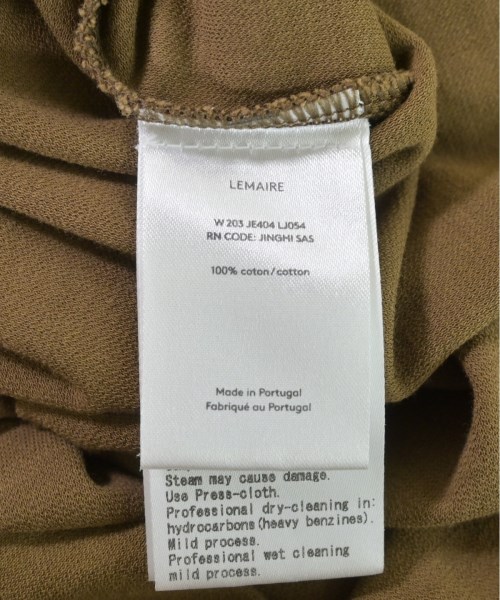 LEMAIRE
W 203 JE404 LJ054
RN CODE: JINGHI SAS
100% coton/cotton
Made in Portugal
Fabriqué au Portugal
Steam may cause damage.
Use Press-cloth.
Professional dry-cleaning in:
hydrocarbons(heavy benzines).
Mild process.
Professional wet cleaning
mild process.